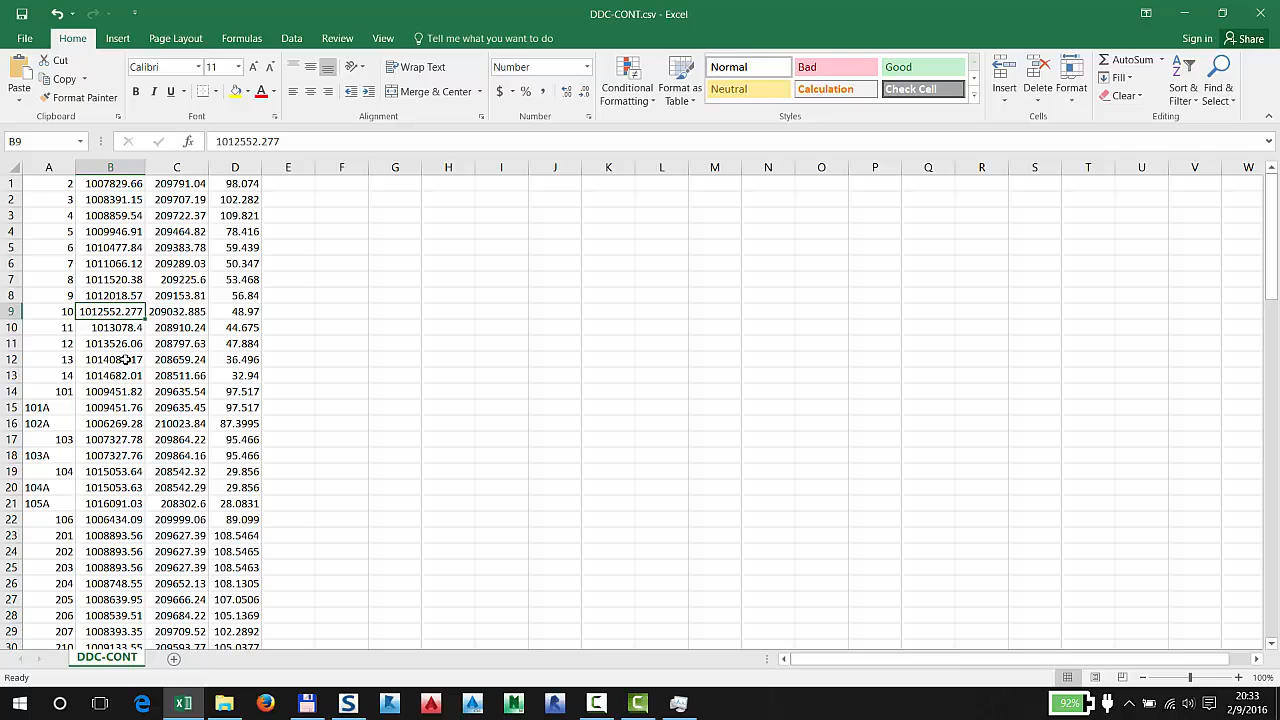 DDC-CONT.csv - Excel
File Home Insert Page Layout Formulas Data Review View Tell me what you want to do Sign in Share
Paste Cut Copy Format Painter Clipboard
Calibri 11 A A B I U A Font
Wrap Text Merge & Center Alignment
Number $ % , Number
Conditional Formatting Format as Table Normal Bad Good Neutral Calculation Check Cell Styles
Insert Delete Format Cells
AutoSum Fill Clear Sort & Filter Find & Select Editing
B9 fx 1012552.277
A B C D E F G H I J K L M N O P Q R S T U V W
1 2 1007829.66 209791.04 98.074
2 3 1008391.15 209707.19 102.282
3 4 1008859.54 209722.37 109.821
4 5 1009946.91 209464.82 78.416
5 6 1010477.84 209383.78 59.439
6 7 1011066.12 209289.03 50.347
7 8 1011520.38 209225.6 53.468
8 9 1012018.57 209153.81 56.84
9 10 1012552.277 209032.885 48.97
10 11 1013078.4 208910.24 44.675
11 12 1013526.06 208797.63 47.884
12 13 208659.24 36.496
13 14 1014682.01 208511.66 32.94
14 101 1009451.82 209635.54 97.517
15 101A 1009451.76 209635.45 97.517
16 102A 1006269.28 210023.84 87.3995
17 103 1007327.78 209864.22 95.466
18 103A 1007327.76 209864.16 95.466
19 104 1015053.64 208542.32 29.856
20 104A 1015053.63 208542.29 29.856
21 105A 1016091.03 208302.6 28.0831
22 106 1006434.09 209999.06 89.099
23 201 1008893.56 209627.39 108.5464
24 202 1008893.56 209627.39 108.5465
25 203 1008893.56 209627.39 108.5463
26 204 1008748.55 209652.13 108.1305
27 205 1008639.95 209666.24 107.0506
28 206 1008539.51 209684.22 105.1369
29 207 1008393.35 209709.52 102.2892
30 210 1009133.55 209593.77 105.0377
DDC-CONT
Ready 100%
92% 20:33
2/9/2016